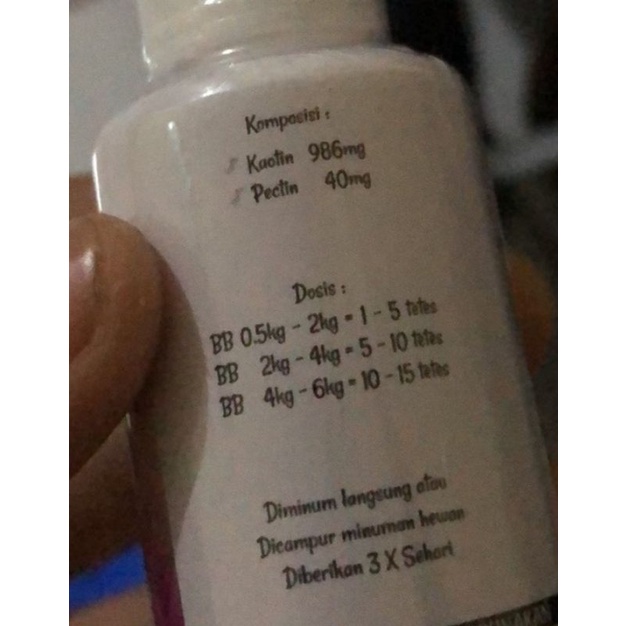 Komposisi :
Kaolin 986mg
Pectin 40mg
Dosis :
BB 0.5kg - 2kg = 1 - 5 tetes
BB 2kg - 4kg = 5 - 10 tetes
BB 4kg - 6kg = 10 - 15 tetes
Diminum langsung atau
Dicampur minuman hewan
Diberikan 3 X Sehari